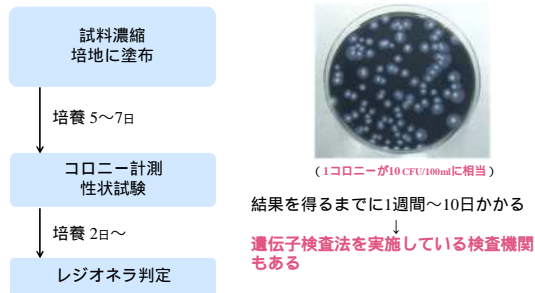 試料濃縮
培地に塗布
培養 5～7日
コロニー計測
性状試験
培養 2日～
レジオネラ判定
(1コロニーが10 CFU/100mlに相当)
結果を得るまでに1週間～10日かかる
↓
遺伝子検査法を実施している検査機関
もある